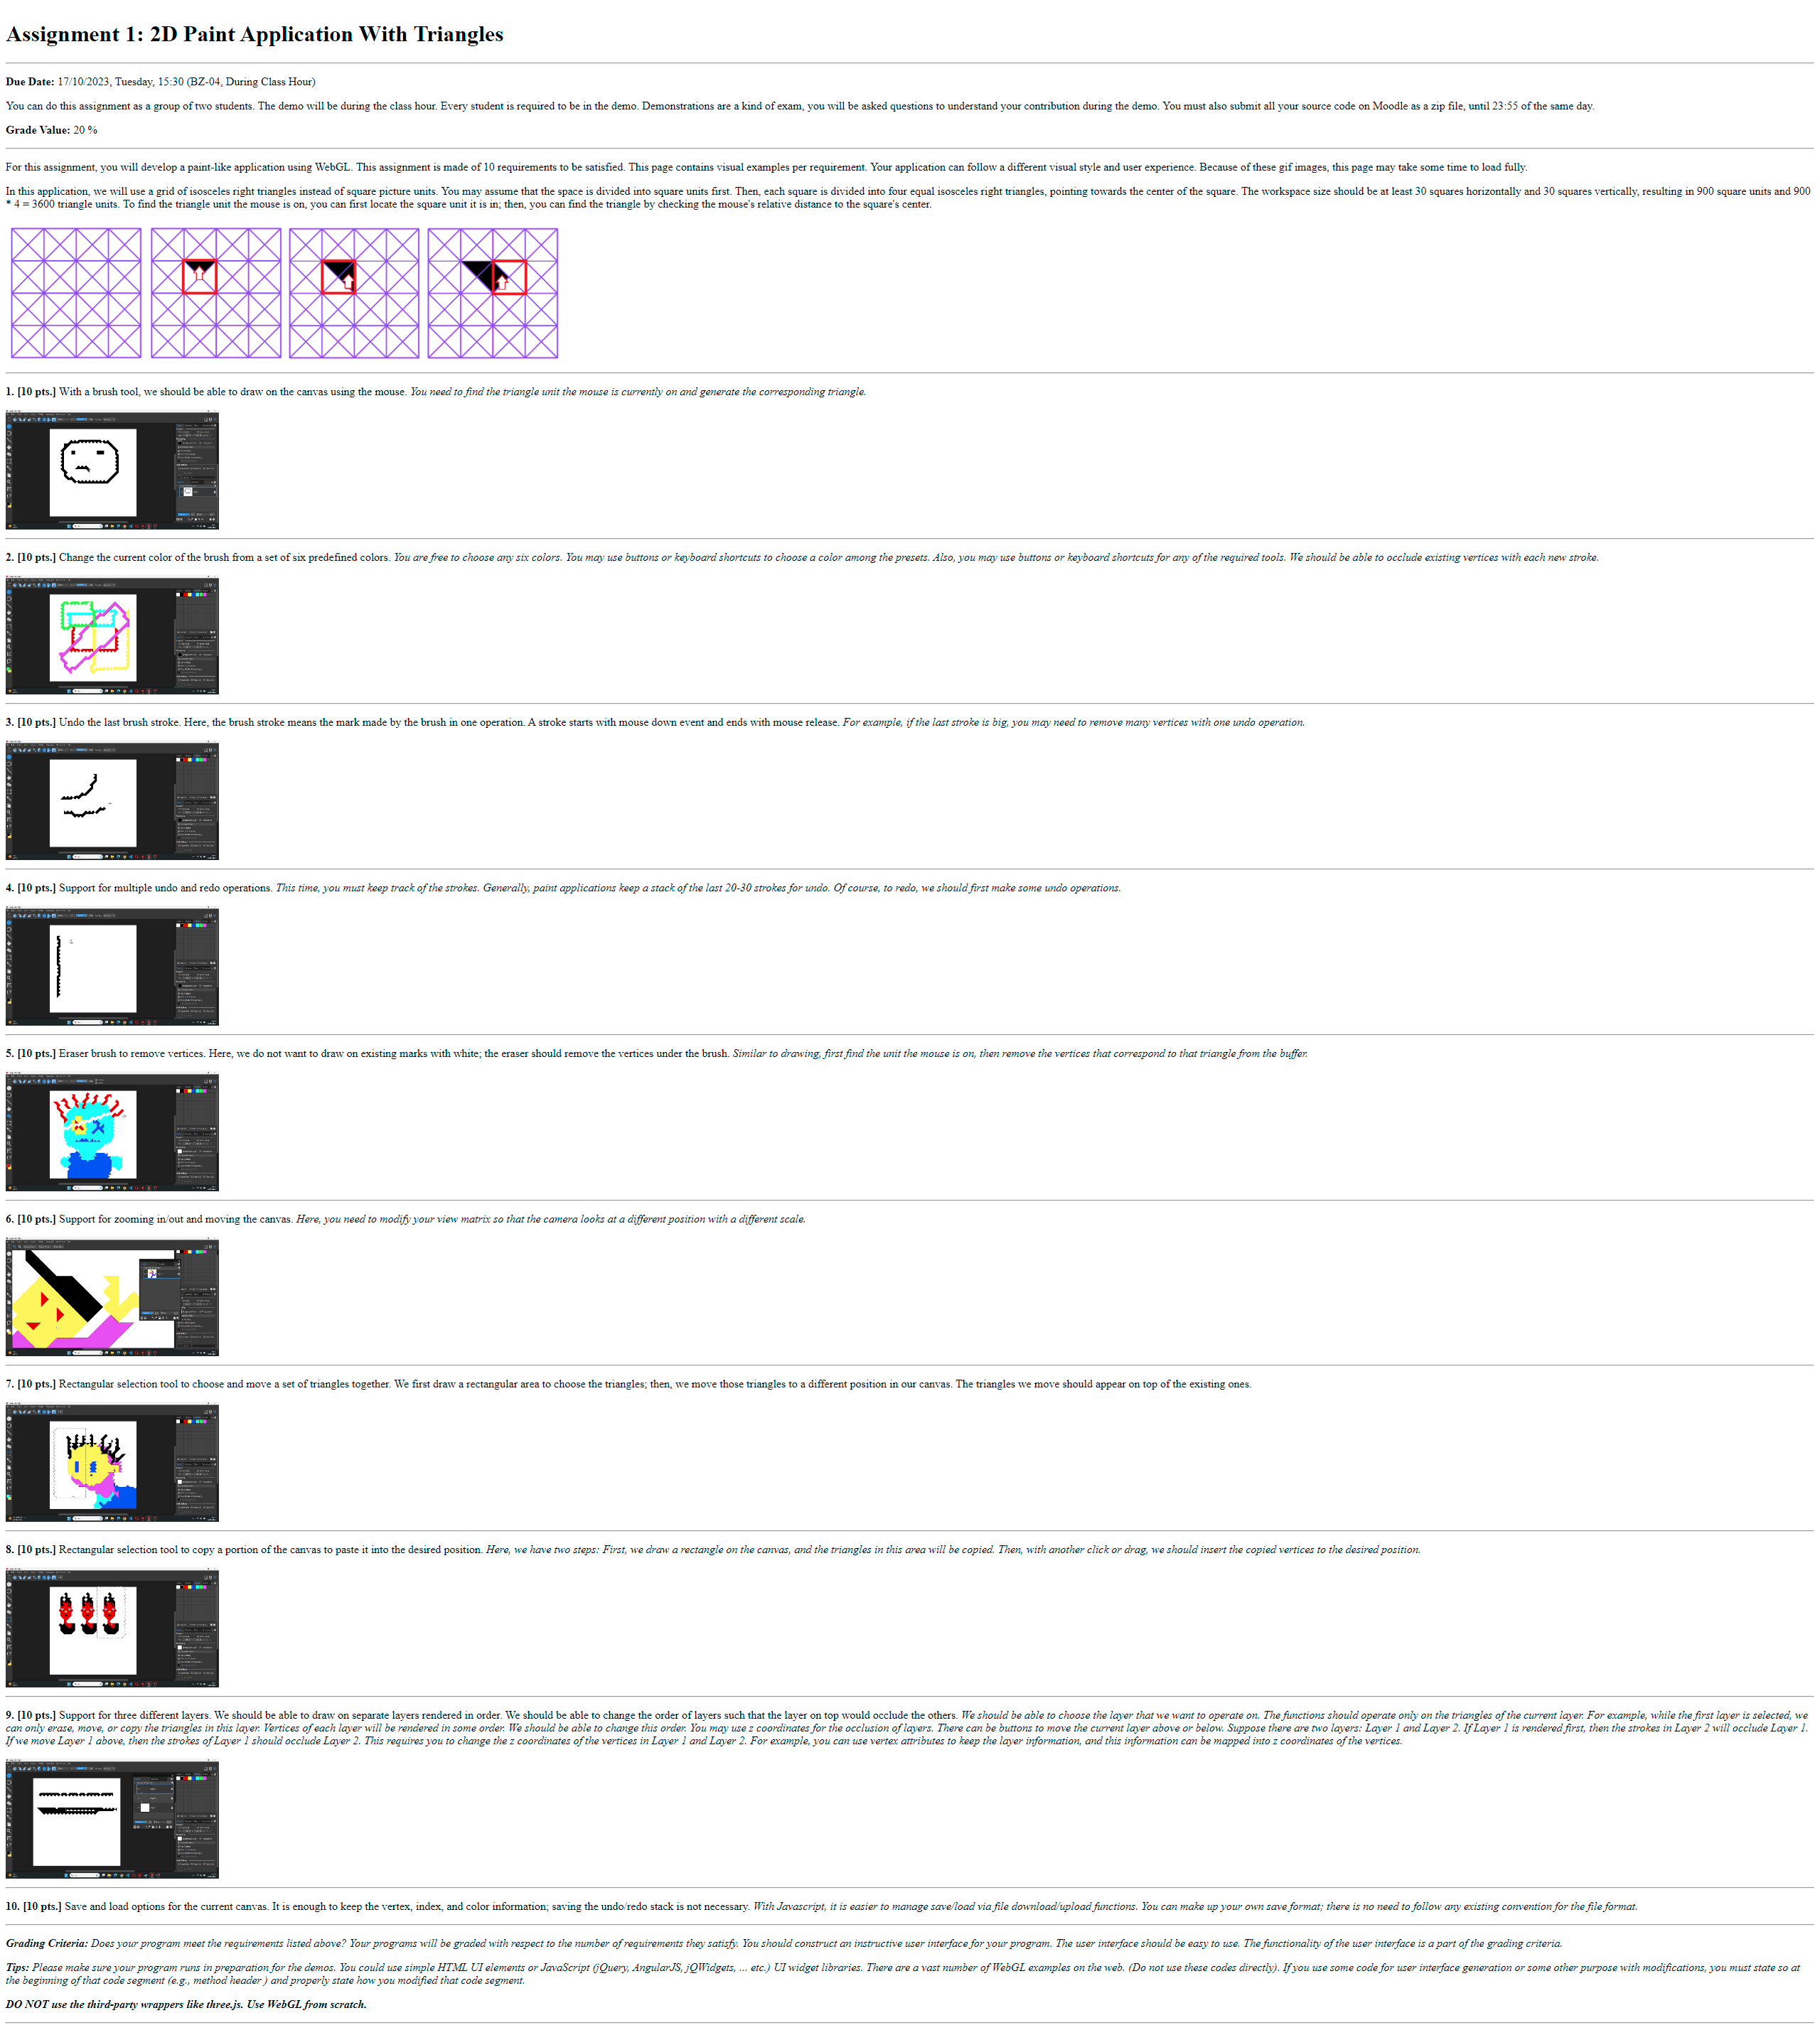 Assignment 1: 2D Paint Application With Triangles
Due Date: 17/10/2023, Tuesday, 15:30 (BZ-04, During Class Hour)
You can do this assignment as a group of two students. The demo will be during the class hour. Every student is required to be in the demo. Demonstrations are a kind of exam, you will be asked questions to understand your contribution during the demo. You must also submit all your source code on Moodle as a zip file, until 23:55 of the same day.
Grade Value: 20 %
For this assignment, you will develop a paint-like application using WebGL. This assignment is made of 10 requirements to be satisfied. This page contains visual examples per requirement. Your application can follow a different visual style and user experience. Because of these gif images, this page may take some time to load fully.
In this application, we will use a grid of isosceles right triangles instead of square picture units. You may assume that the space is divided into square units first. Then, each square is divided into four equal isosceles right triangles, pointing towards the center of the square. The workspace size should be at least 30 squares horizontally and 30 squares vertically, resulting in 900 square units and 900
* 4 = 3600 triangle units. To find the triangle unit the mouse is on, you can first locate the square unit it is in; then, you can find the triangle by checking the mouse's relative distance to the square's center.
1. [10 pts.] With a brush tool, we should be able to draw on the canvas using the mouse. You need to find the triangle unit the mouse is currently on and generate the corresponding triangle.
2. [10 pts.] Change the current color of the brush from a set of six predefined colors. You are free to choose any six colors. You may use buttons or keyboard shortcuts to choose a color among the presets. Also, you may use buttons or keyboard shortcuts for any of the required tools. We should be able to occlude existing vertices with each new stroke.
3. [10 pts.] Undo the last brush stroke. Here, the brush stroke means the mark made by the brush in one operation. A stroke starts with mouse down event and ends with mouse release. For example, if the last stroke is big, you may need to remove many vertices with one undo operation.
4. [10 pts.] Support for multiple undo and redo operations. This time, you must keep track of the strokes. Generally, paint applications keep a stack of the last 20-30 strokes for undo. Of course, to redo, we should first make some undo operations.
5. [10 pts.] Eraser brush to remove vertices. Here, we do not want to draw on existing marks with white; the eraser should remove the vertices under the brush. Similar to drawing, first find the unit the mouse is on, then remove the vertices that correspond to that triangle from the buffer.
6. [10 pts.] Support for zooming in/out and moving the canvas. Here, you need to modify your view matrix so that the camera looks at a different position with a different scale.
7. [10 pts.] Rectangular selection tool to choose and move a set of triangles together. We first draw a rectangular area to choose the triangles; then, we move those triangles to a different position in our canvas. The triangles we move should appear on top of the existing ones.
8. [10 pts.] Rectangular selection tool to copy a portion of the canvas to paste it into the desired position. Here, we have two steps: First, we draw a rectangle on the canvas, and the triangles in this area will be copied. Then, with another click or drag, we should insert the copied vertices to the desired position.
9. [10 pts.] Support for three different layers. We should be able to draw on separate layers rendered in order. We should be able to change the order of layers such that the layer on top would occlude the others. We should be able to choose the layer that we want to operate on. The functions should operate only on the triangles of the current layer. For example, while the first layer is selected, we
can only erase, move, or copy the triangles in this layer. Vertices of each layer will be rendered in some order. We should be able to change this order. You may use z coordinates for the occlusion of layers. There can be buttons to move the current layer above or below. Suppose there are two layers: Layer 1 and Layer 2. If Layer 1 is rendered first, then the strokes in Layer 2 will occlude Layer 1.
If we move Layer 1 above, then the strokes of Layer 1 should occlude Layer 2. This requires you to change the z coordinates of the vertices in Layer 1 and Layer 2. For example, you can use vertex attributes to keep the layer information, and this information can be mapped into z coordinates of the vertices.
10. [10 pts.] Save and load options for the current canvas. It is enough to keep the vertex, index, and color information; saving the undo/redo stack is not necessary. With Javascript, it is easier to manage save/load via file download/upload functions. You can make up your own save format; there is no need to follow any existing convention for the file format.
Grading Criteria: Does your program meet the requirements listed above? Your programs will be graded with respect to the number of requirements they satisfy. You should construct an instructive user interface for your program. The user interface should be easy to use. The functionality of the user interface is a part of the grading criteria.
Tips: Please make sure your program runs in preparation for the demos. You could use simple HTML UI elements or JavaScript (jQuery, AngularJS, jQWidgets, ... etc.) UI widget libraries. There are a vast number of WebGL examples on the web. (Do not use these codes directly). If you use some code for user interface generation or some other purpose with modifications, you must state so at
the beginning of that code segment (e.g., method header ) and properly state how you modified that code segment.
DO NOT use the third-party wrappers like three.js. Use WebGL from scratch.